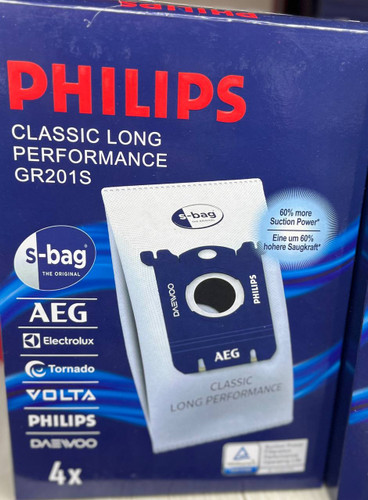 PHILIPS
CLASSIC LONG
PERFORMANCE
GR201S
s-bag
60% more
Suction Power*
Eine um 60%
hohere Saugkraft*
s-bag®
THE ORIGINAL
DAEWOO
PHILIPS
AEG
AEG
Electrolux
Tornado
VOLTA
PHILIPS
DAEWOO
CLASSIC
LONG PERFORMANCE
4x